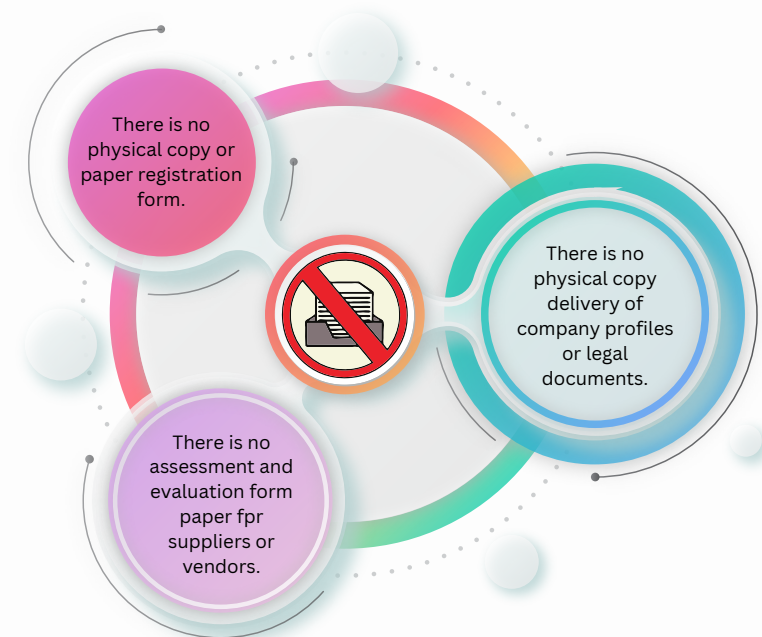 There is no
physical copy or
paper registration
form.
There is no
physical copy
delivery of
company profiles
or legal
documents.
There is no
assessment and
evaluation form
paper fpr
suppliers or
vendors.